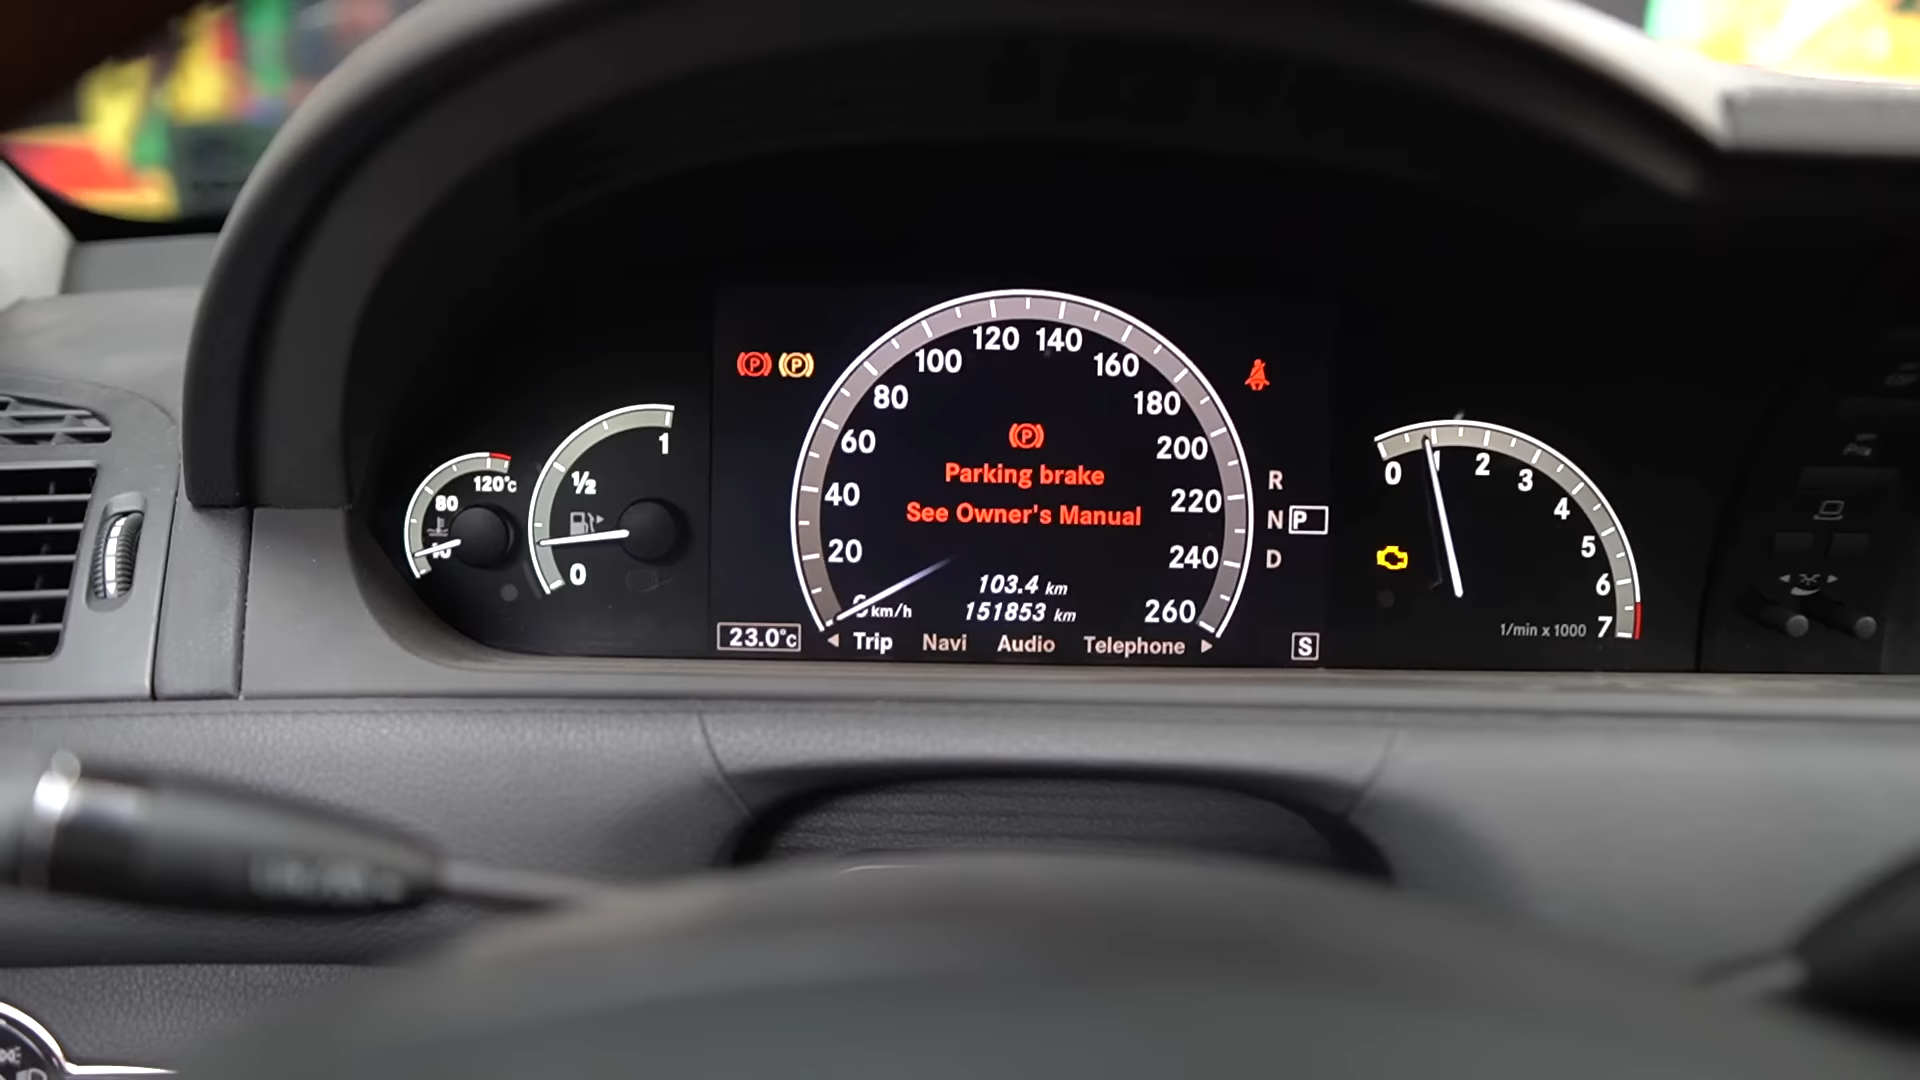 120°C
80
1
½
0
23.0°C
20
40
60
80
100
120
140
160
180
200
220
240
260
km/h
Parking brake
See Owner's Manual
103.4 km
151853 km
Trip Navi Audio Telephone
R
N P
D
S
0
1
2
3
4
5
6
7
1/min x 1000